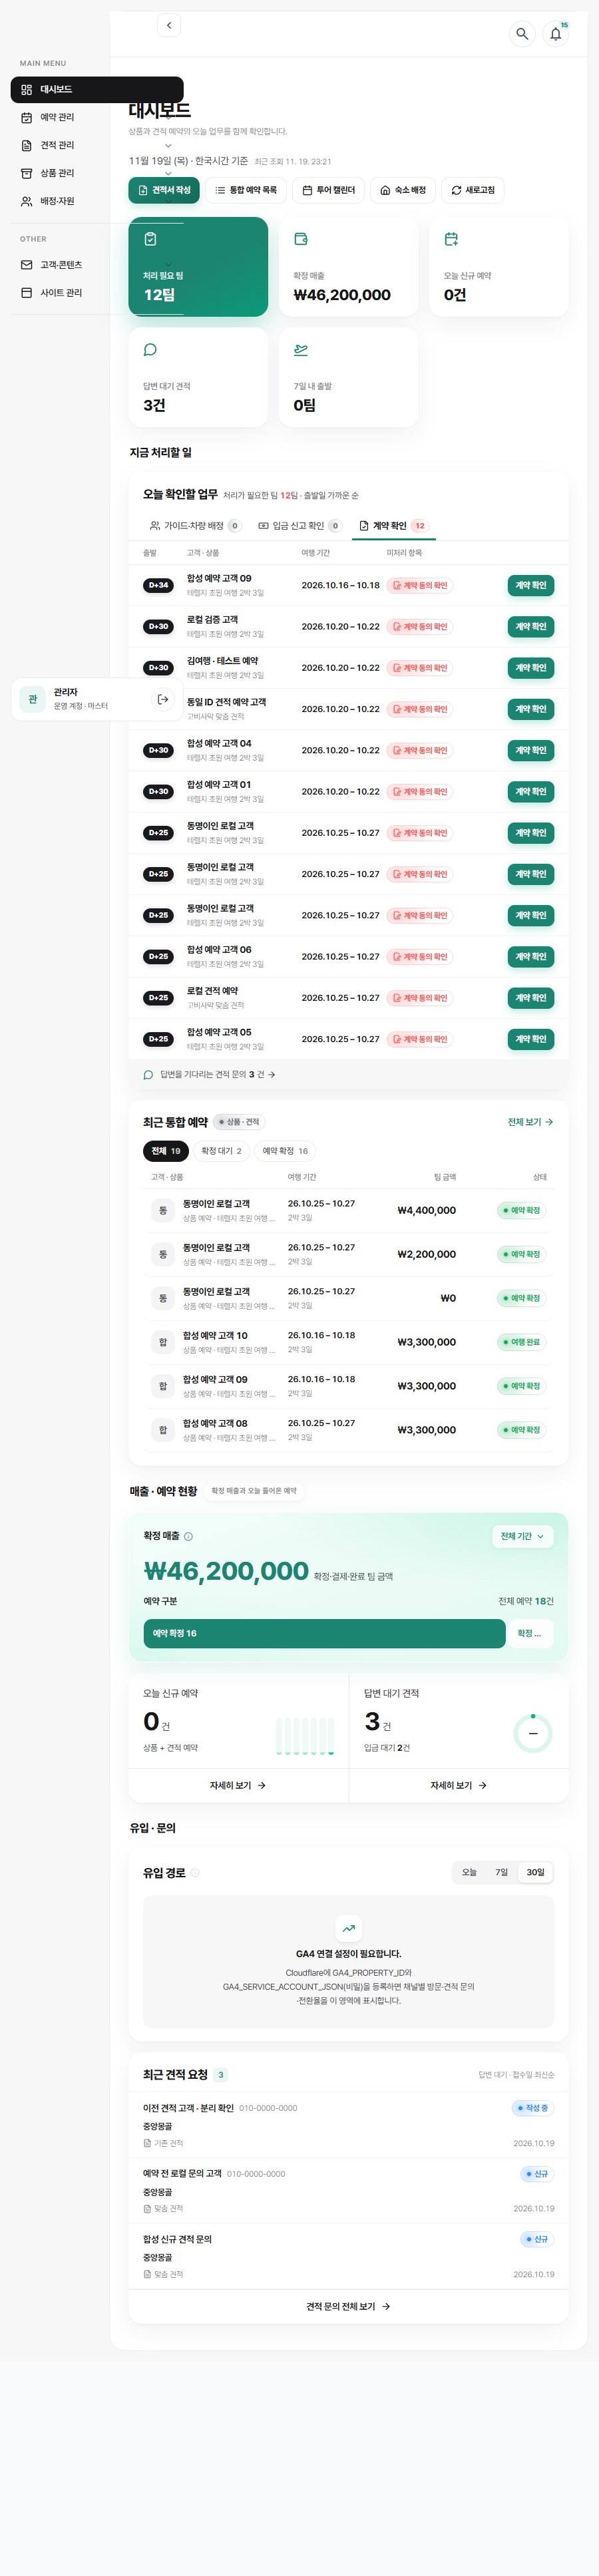 15
MAIN MENU
대시보드
예약 관리
견적 관리
상품 관리
배정·자원
OTHER
고객·콘텐츠
사이트 관리
관
관리자
운영 계정 · 마스터
대시보드
상품과 견적 예약의 오늘 업무를 함께 확인합니다.
11월 19일 (목) · 한국시간 기준 최근 조회 11. 19. 23:21
견적서 작성
통합 예약 목록
투어 캘린더
숙소 배정
새로고침
처리 필요 팀
12팀
확정 매출
₩46,200,000
오늘 신규 예약
0건
답변 대기 견적
3건
7일 내 출발
0팀
지금 처리할 일
오늘 확인할 업무 처리가 필요한 팀 12팀 · 출발일 가까운 순
가이드·차량 배정 0
입금 신고 확인 0
계약 확인 12
출발 고객 · 상품 여행 기간 미처리 항목
D+34 합성 예약 고객 09 2026.10.16 – 10.18 계약 동의 확인 계약 확인
테렐지 초원 여행 2박 3일
D+30 로컬 검증 고객 2026.10.20 – 10.22 계약 동의 확인 계약 확인
테렐지 초원 여행 2박 3일
D+30 김여행 · 테스트 예약 2026.10.20 – 10.22 계약 동의 확인 계약 확인
테렐지 초원 여행 2박 3일
동일 ID 견적 예약 고객 2026.10.20 – 10.22 계약 동의 확인 계약 확인
고비사막 맞춤 견적
D+30 합성 예약 고객 04 2026.10.20 – 10.22 계약 동의 확인 계약 확인
테렐지 초원 여행 2박 3일
D+30 합성 예약 고객 01 2026.10.20 – 10.22 계약 동의 확인 계약 확인
테렐지 초원 여행 2박 3일
D+25 동명이인 로컬 고객 2026.10.25 – 10.27 계약 동의 확인 계약 확인
테렐지 초원 여행 2박 3일
D+25 동명이인 로컬 고객 2026.10.25 – 10.27 계약 동의 확인 계약 확인
테렐지 초원 여행 2박 3일
D+25 동명이인 로컬 고객 2026.10.25 – 10.27 계약 동의 확인 계약 확인
테렐지 초원 여행 2박 3일
D+25 합성 예약 고객 06 2026.10.25 – 10.27 계약 동의 확인 계약 확인
테렐지 초원 여행 2박 3일
D+25 로컬 견적 예약 2026.10.25 – 10.27 계약 동의 확인 계약 확인
고비사막 맞춤 견적
D+25 합성 예약 고객 05 2026.10.25 – 10.27 계약 동의 확인 계약 확인
테렐지 초원 여행 2박 3일
답변을 기다리는 견적 문의 3 건
최근 통합 예약 상품 · 견적 전체 보기
전체 19 확정 대기 2 예약 확정 16
고객 · 상품 여행 기간 팀 금액 상태
동 동명이인 로컬 고객 26.10.25 – 10.27 ₩4,400,000 예약 확정
상품 예약 · 테렐지 초원 여행 ... 2박 3일
동 동명이인 로컬 고객 26.10.25 – 10.27 ₩2,200,000 예약 확정
상품 예약 · 테렐지 초원 여행 ... 2박 3일
동 동명이인 로컬 고객 26.10.25 – 10.27 ₩0 예약 확정
상품 예약 · 테렐지 초원 여행 ... 2박 3일
합 합성 예약 고객 10 26.10.16 – 10.18 ₩3,300,000 여행 완료
상품 예약 · 테렐지 초원 여행 ... 2박 3일
합 합성 예약 고객 09 26.10.16 – 10.18 ₩3,300,000 예약 확정
상품 예약 · 테렐지 초원 여행 ... 2박 3일
합 합성 예약 고객 08 26.10.25 – 10.27 ₩3,300,000 예약 확정
상품 예약 · 테렐지 초원 여행 ... 2박 3일
매출 · 예약 현황 확정 매출과 오늘 들어온 예약
확정 매출 전체 기간
₩46,200,000 확정·결제·완료 팀 금액
예약 구분 전체 예약 18건
예약 확정 16 확정 ...
오늘 신규 예약
0 건
상품 + 견적 예약
자세히 보기
답변 대기 견적
3 건
입금 대기 2건
자세히 보기
유입 · 문의
유입 경로 오늘 7일 30일
GA4 연결 설정이 필요합니다.
Cloudflare에 GA4_PROPERTY_ID와
GA4_SERVICE_ACCOUNT_JSON(비밀)을 등록하면 채널별 방문·견적 문의
·전환율을 이 영역에 표시합니다.
최근 견적 요청 3 답변 대기 · 접수일 최신순
이전 견적 고객 · 분리 확인 010-0000-0000 작성 중
중앙몽골
기존 견적 2026.10.19
예약 전 로컬 문의 고객 010-0000-0000 신규
중앙몽골
맞춤 견적 2026.10.19
합성 신규 견적 문의 신규
중앙몽골
맞춤 견적 2026.10.19
견적 문의 전체 보기